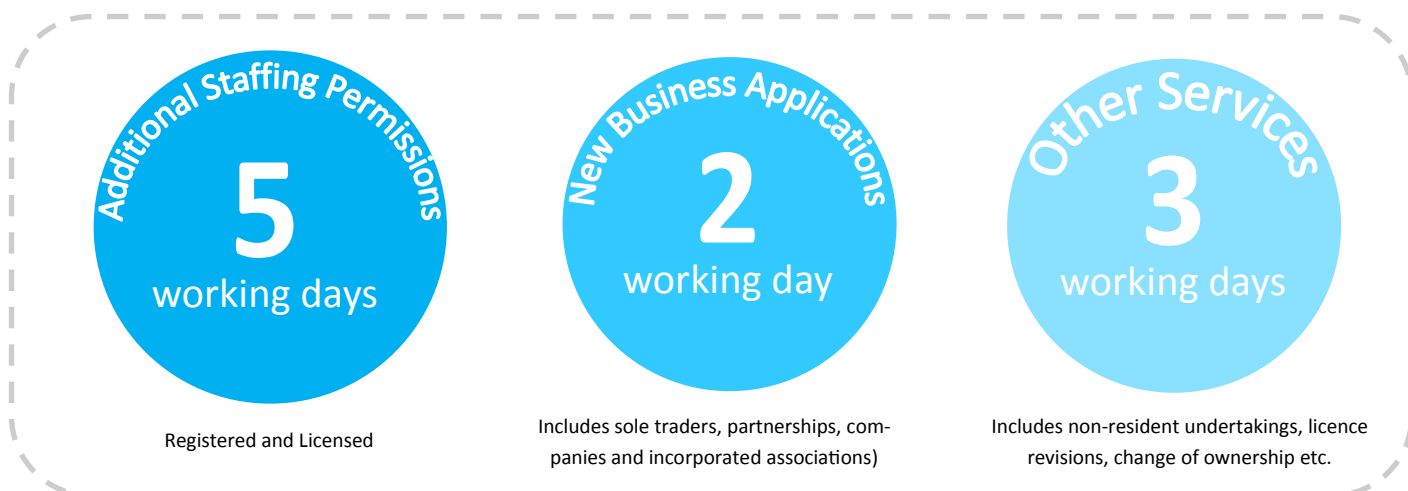 Additional Staffing Permissions
5
working days
Registered and Licensed
New Business Applications
2
working day
Includes sole traders, partnerships, com-
panies and incorporated associations)
Other Services
3
working days
Includes non-resident undertakings, licence
revisions, change of ownership etc.